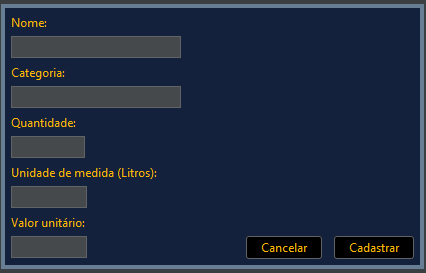 Nome:
Categoria:
Quantidade:
Unidade de medida (Litros):
Valor unitário:
Cancelar
Cadastrar